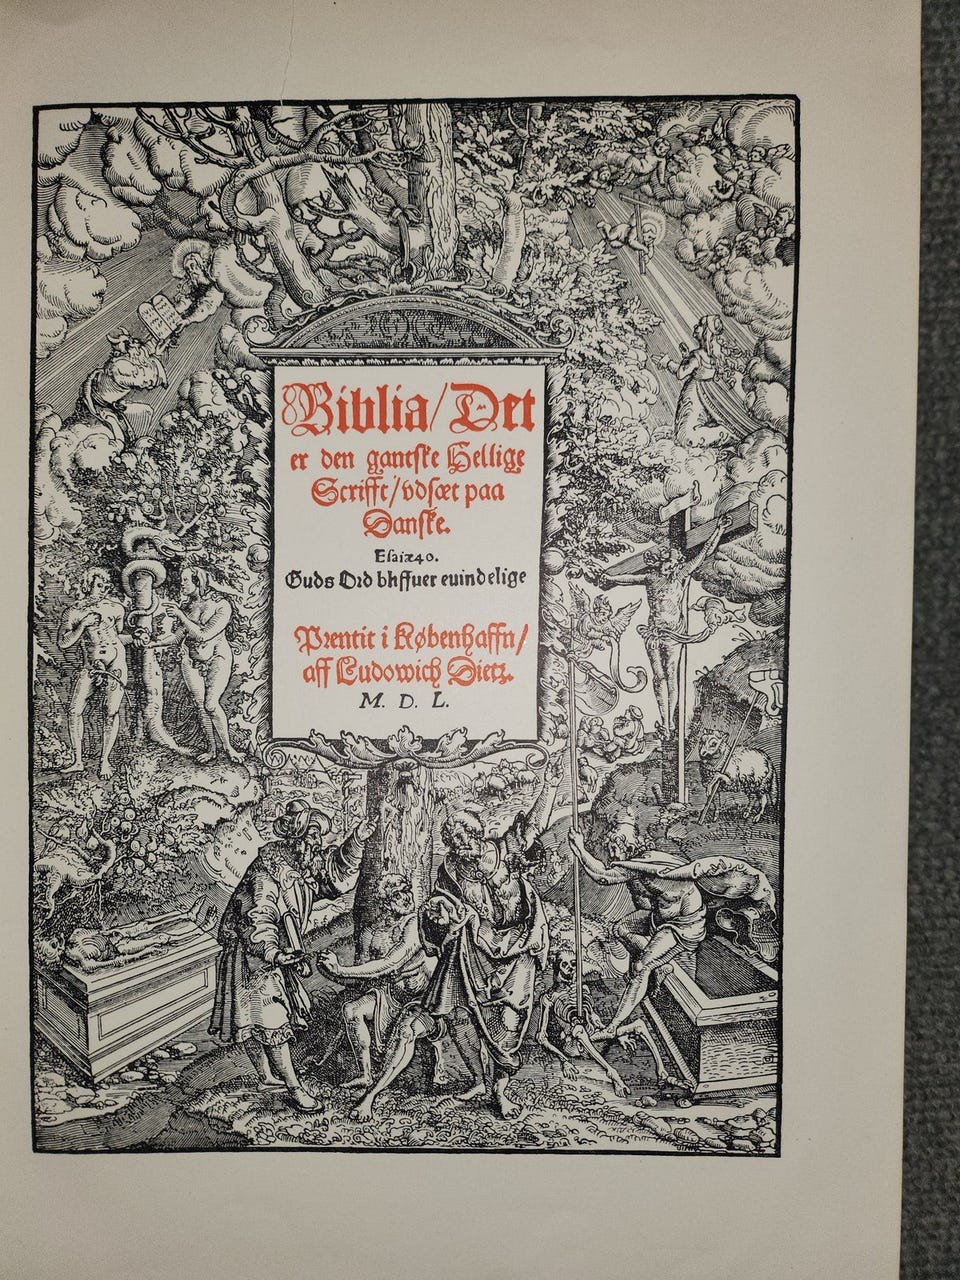 Biblia/Det
er den gantske Hellige
Scrifft/vdsæt paa
Danske.
Esaiæ 40.
Guds Ord bliffuer euindelige
Prentit i Københaffn/
aff Ludowich Dietz.
M. D. L.